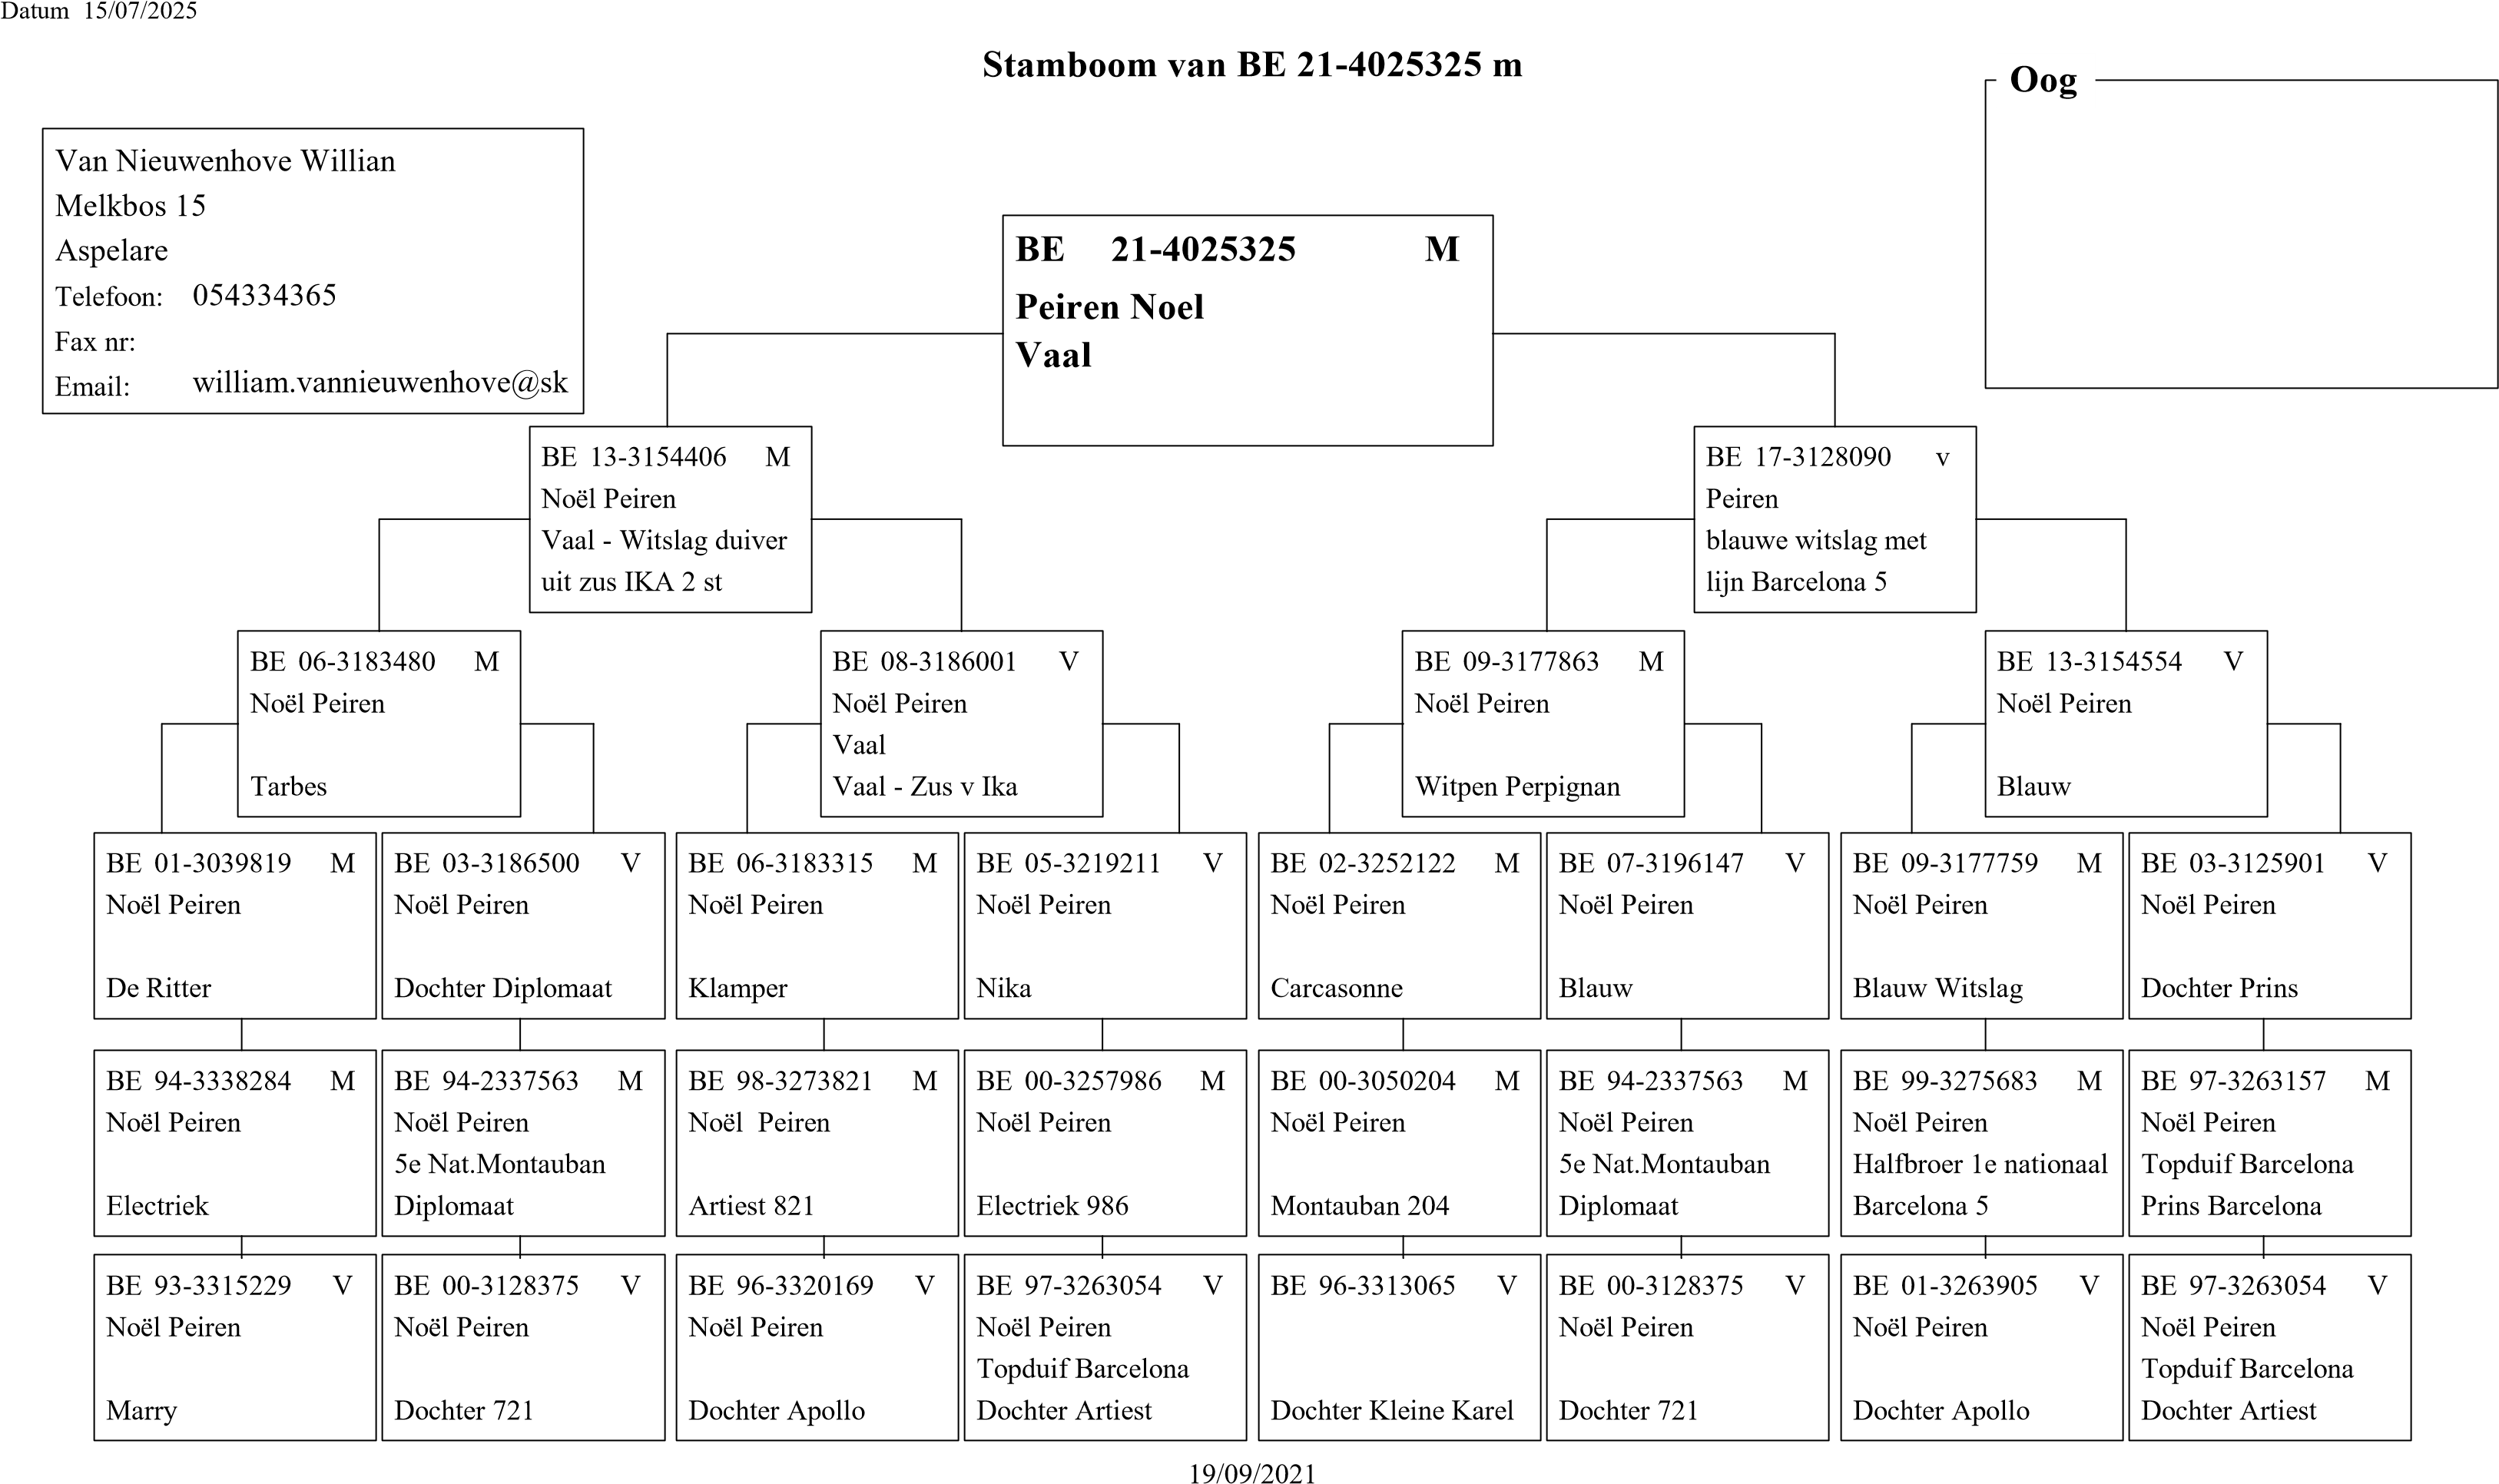 Datum 15/07/2025
Stamboom van BE 21-4025325 m
Oog
Van Nieuwenhove Willian
Melkbos 15
Aspelare
Telefoon: 054334365
Fax nr:
Email: william.vannieuwenhove@sk
BE 21-4025325 M
Peiren Noel
Vaal
BE 13-3154406 M
Noël Peiren
Vaal - Witslag duiver
uit zus IKA 2 st
BE 17-3128090 v
Peiren
blauwe witslag met
lijn Barcelona 5
BE 06-3183480 M
Noël Peiren
Tarbes
BE 08-3186001 V
Noël Peiren
Vaal
Vaal - Zus v Ika
BE 09-3177863 M
Noël Peiren
Witpen Perpignan
BE 13-3154554 V
Noël Peiren
Blauw
BE 01-3039819 M
Noël Peiren
De Ritter
BE 03-3186500 V
Noël Peiren
Dochter Diplomaat
BE 06-3183315 M
Noël Peiren
Klamper
BE 05-3219211 V
Noël Peiren
Nika
BE 02-3252122 M
Noël Peiren
Carcasonne
BE 07-3196147 V
Noël Peiren
Blauw
BE 09-3177759 M
Noël Peiren
Blauw Witslag
BE 03-3125901 V
Noël Peiren
Dochter Prins
BE 94-3338284 M
Noël Peiren
Electriek
BE 94-2337563 M
Noël Peiren
5e Nat.Montauban
Diplomaat
BE 98-3273821 M
Noël Peiren
Artiest 821
BE 00-3257986 M
Noël Peiren
Electriek 986
BE 00-3050204 M
Noël Peiren
Montauban 204
BE 94-2337563 M
Noël Peiren
5e Nat.Montauban
Diplomaat
BE 99-3275683 M
Noël Peiren
Halfbroer 1e nationaal
Barcelona 5
BE 97-3263157 M
Noël Peiren
Topduif Barcelona
Prins Barcelona
BE 93-3315229 V
Noël Peiren
Marry
BE 00-3128375 V
Noël Peiren
Dochter 721
BE 96-3320169 V
Noël Peiren
Dochter Apollo
BE 97-3263054 V
Noël Peiren
Topduif Barcelona
Dochter Artiest
BE 96-3313065 V
Dochter Kleine Karel
BE 00-3128375 V
Noël Peiren
Dochter 721
BE 01-3263905 V
Noël Peiren
Dochter Apollo
BE 97-3263054 V
Noël Peiren
Topduif Barcelona
Dochter Artiest
19/09/2021